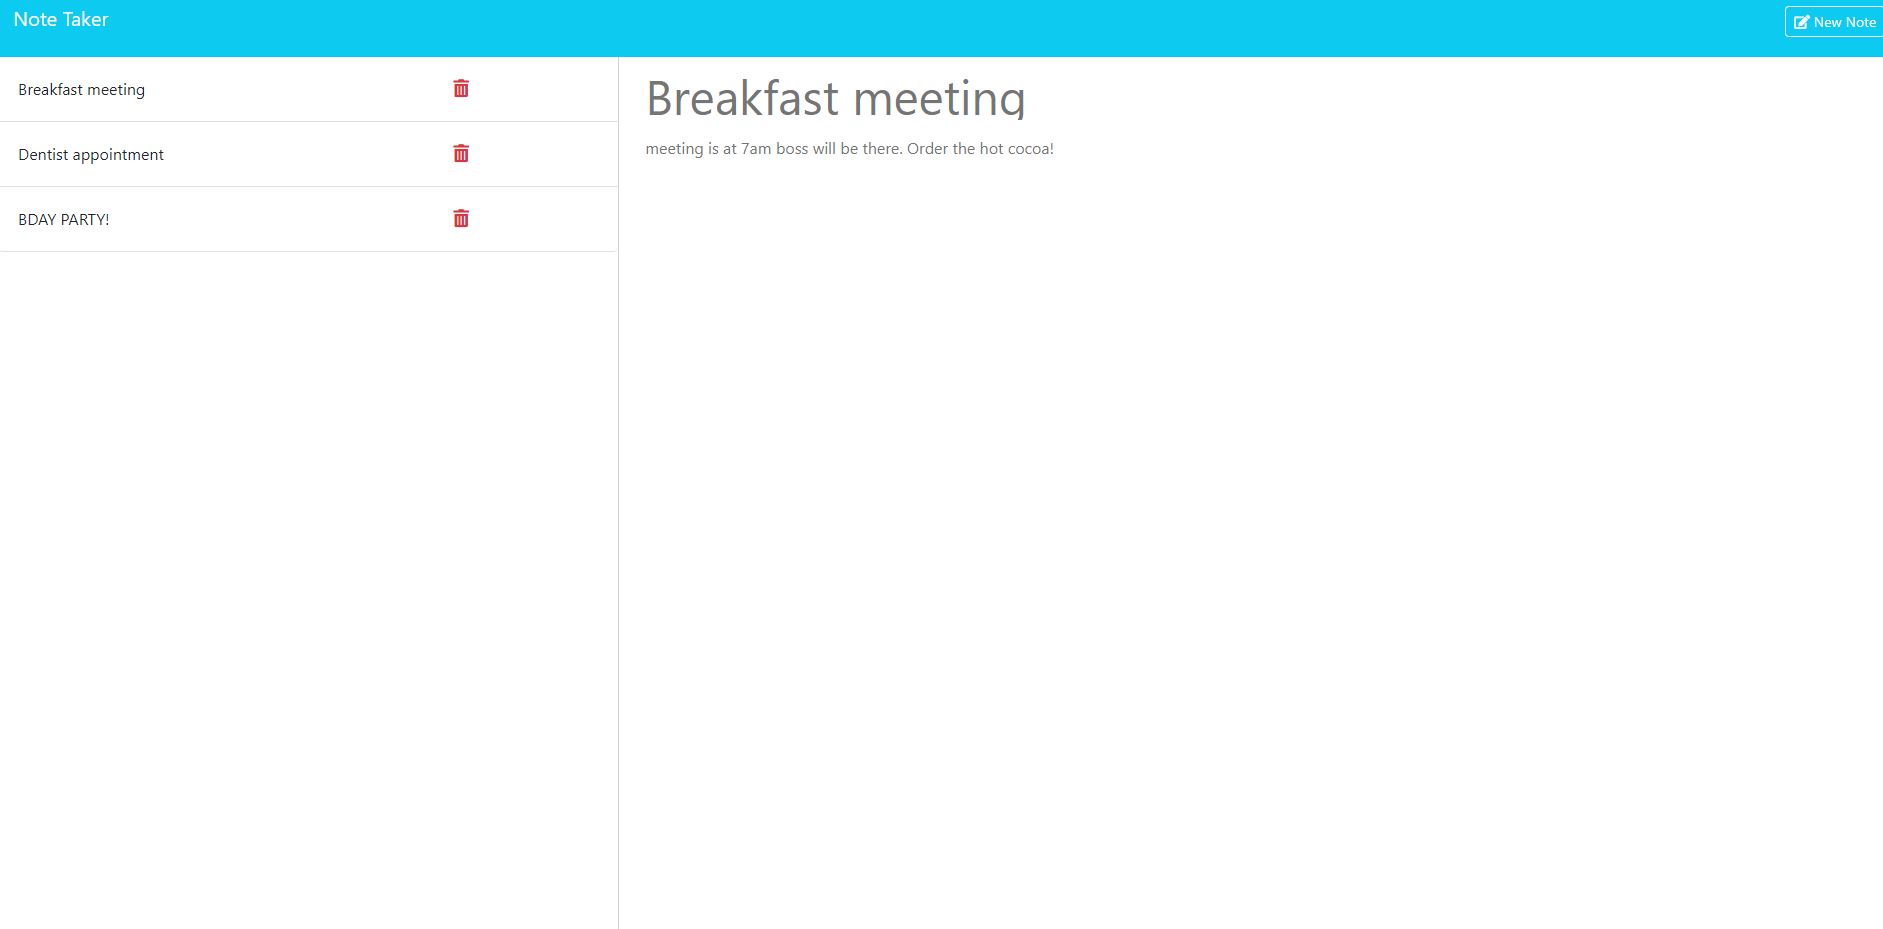 Note Taker
New Note
Breakfast meeting
Dentist appointment
BDAY PARTY!
Breakfast meeting
meeting is at 7am boss will be there. Order the hot cocoa!